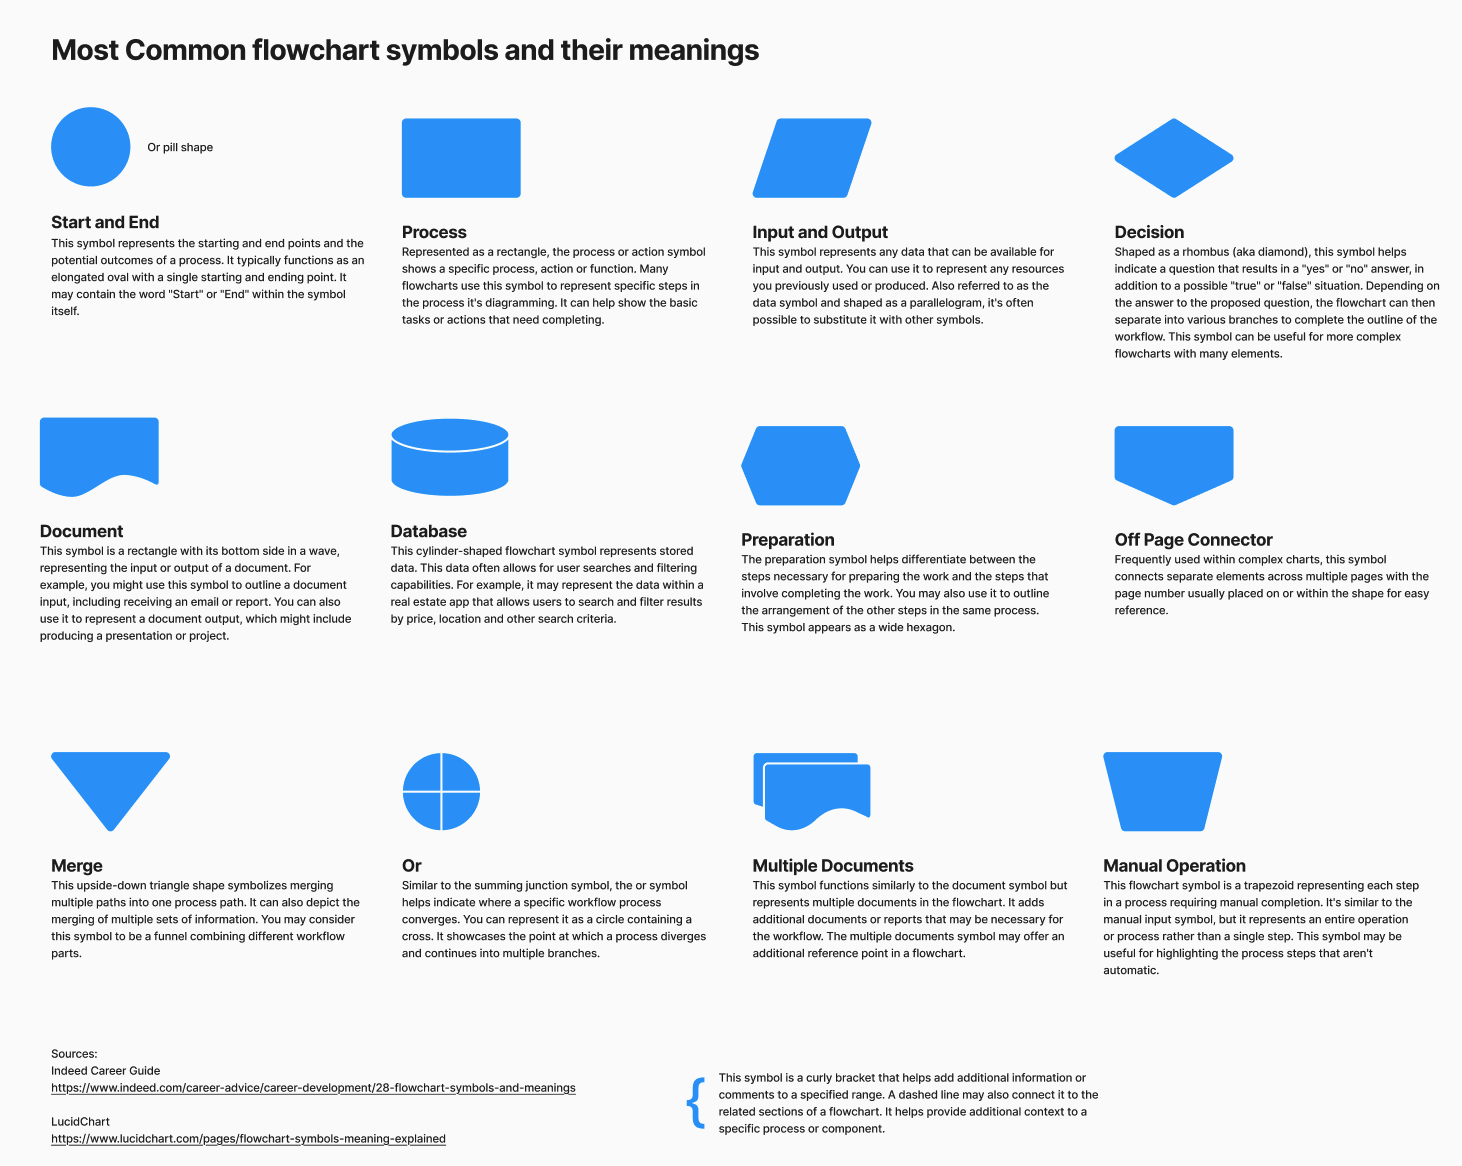 Most Common flowchart symbols and their meanings
Or pill shape
Start and End
This symbol represents the starting and end points and the
potential outcomes of a process. It typically functions as an
elongated oval with a single starting and ending point. It
may contain the word "Start" or "End" within the symbol
itself.
Process
Represented as a rectangle, the process or action symbol
shows a specific process, action or function. Many
flowcharts use this symbol to represent specific steps in
the process it's diagramming. It can help show the basic
tasks or actions that need completing.
Input and Output
This symbol represents any data that can be available for
input and output. You can use it to represent any resources
you previously used or produced. Also referred to as the
data symbol and shaped as a parallelogram, it's often
possible to substitute it with other symbols.
Decision
Shaped as a rhombus (aka diamond), this symbol helps
indicate a question that results in a "yes" or "no" answer, in
addition to a possible "true" or "false" situation. Depending on
the answer to the proposed question, the flowchart can then
separate into various branches to complete the outline of the
workflow. This symbol can be useful for more complex
flowcharts with many elements.
Document
This symbol is a rectangle with its bottom side in a wave,
representing the input or output of a document. For
example, you might use this symbol to outline a document
input, including receiving an email or report. You can also
use it to represent a document output, which might include
producing a presentation or project.
Database
This cylinder-shaped flowchart symbol represents stored
data. This data often allows for user searches and filtering
capabilities. For example, it may represent the data within a
real estate app that allows users to search and filter results
by price, location and other search criteria.
Preparation
The preparation symbol helps differentiate between the
steps necessary for preparing the work and the steps that
involve completing the work. You may also use it to outline
the arrangement of the other steps in the same process.
This symbol appears as a wide hexagon.
Off Page Connector
Frequently used within complex charts, this symbol
connects separate elements across multiple pages with the
page number usually placed on or within the shape for easy
reference.
Merge
This upside-down triangle shape symbolizes merging
multiple paths into one process path. It can also depict the
merging of multiple sets of information. You may consider
this symbol to be a funnel combining different workflow
parts.
Or
Similar to the summing junction symbol, the or symbol
helps indicate where a specific workflow process
converges. You can represent it as a circle containing a
cross. It showcases the point at which a process diverges
and continues into multiple branches.
Multiple Documents
This symbol functions similarly to the document symbol but
represents multiple documents in the flowchart. It adds
additional documents or reports that may be necessary for
the workflow. The multiple documents symbol may offer an
additional reference point in a flowchart.
Manual Operation
This flowchart symbol is a trapezoid representing each step
in a process requiring manual completion. It's similar to the
manual input symbol, but it represents an entire operation
or process rather than a single step. This symbol may be
useful for highlighting the process steps that aren't
automatic.
Sources:
Indeed Career Guide
https://www.indeed.com/career-advice/career-development/28-flowchart-symbols-and-meanings
LucidChart
https://www.lucidchart.com/pages/flowchart-symbols-meaning-explained
{
This symbol is a curly bracket that helps add additional information or
comments to a specified range. A dashed line may also connect it to the
related sections of a flowchart. It helps provide additional context to a
specific process or component.